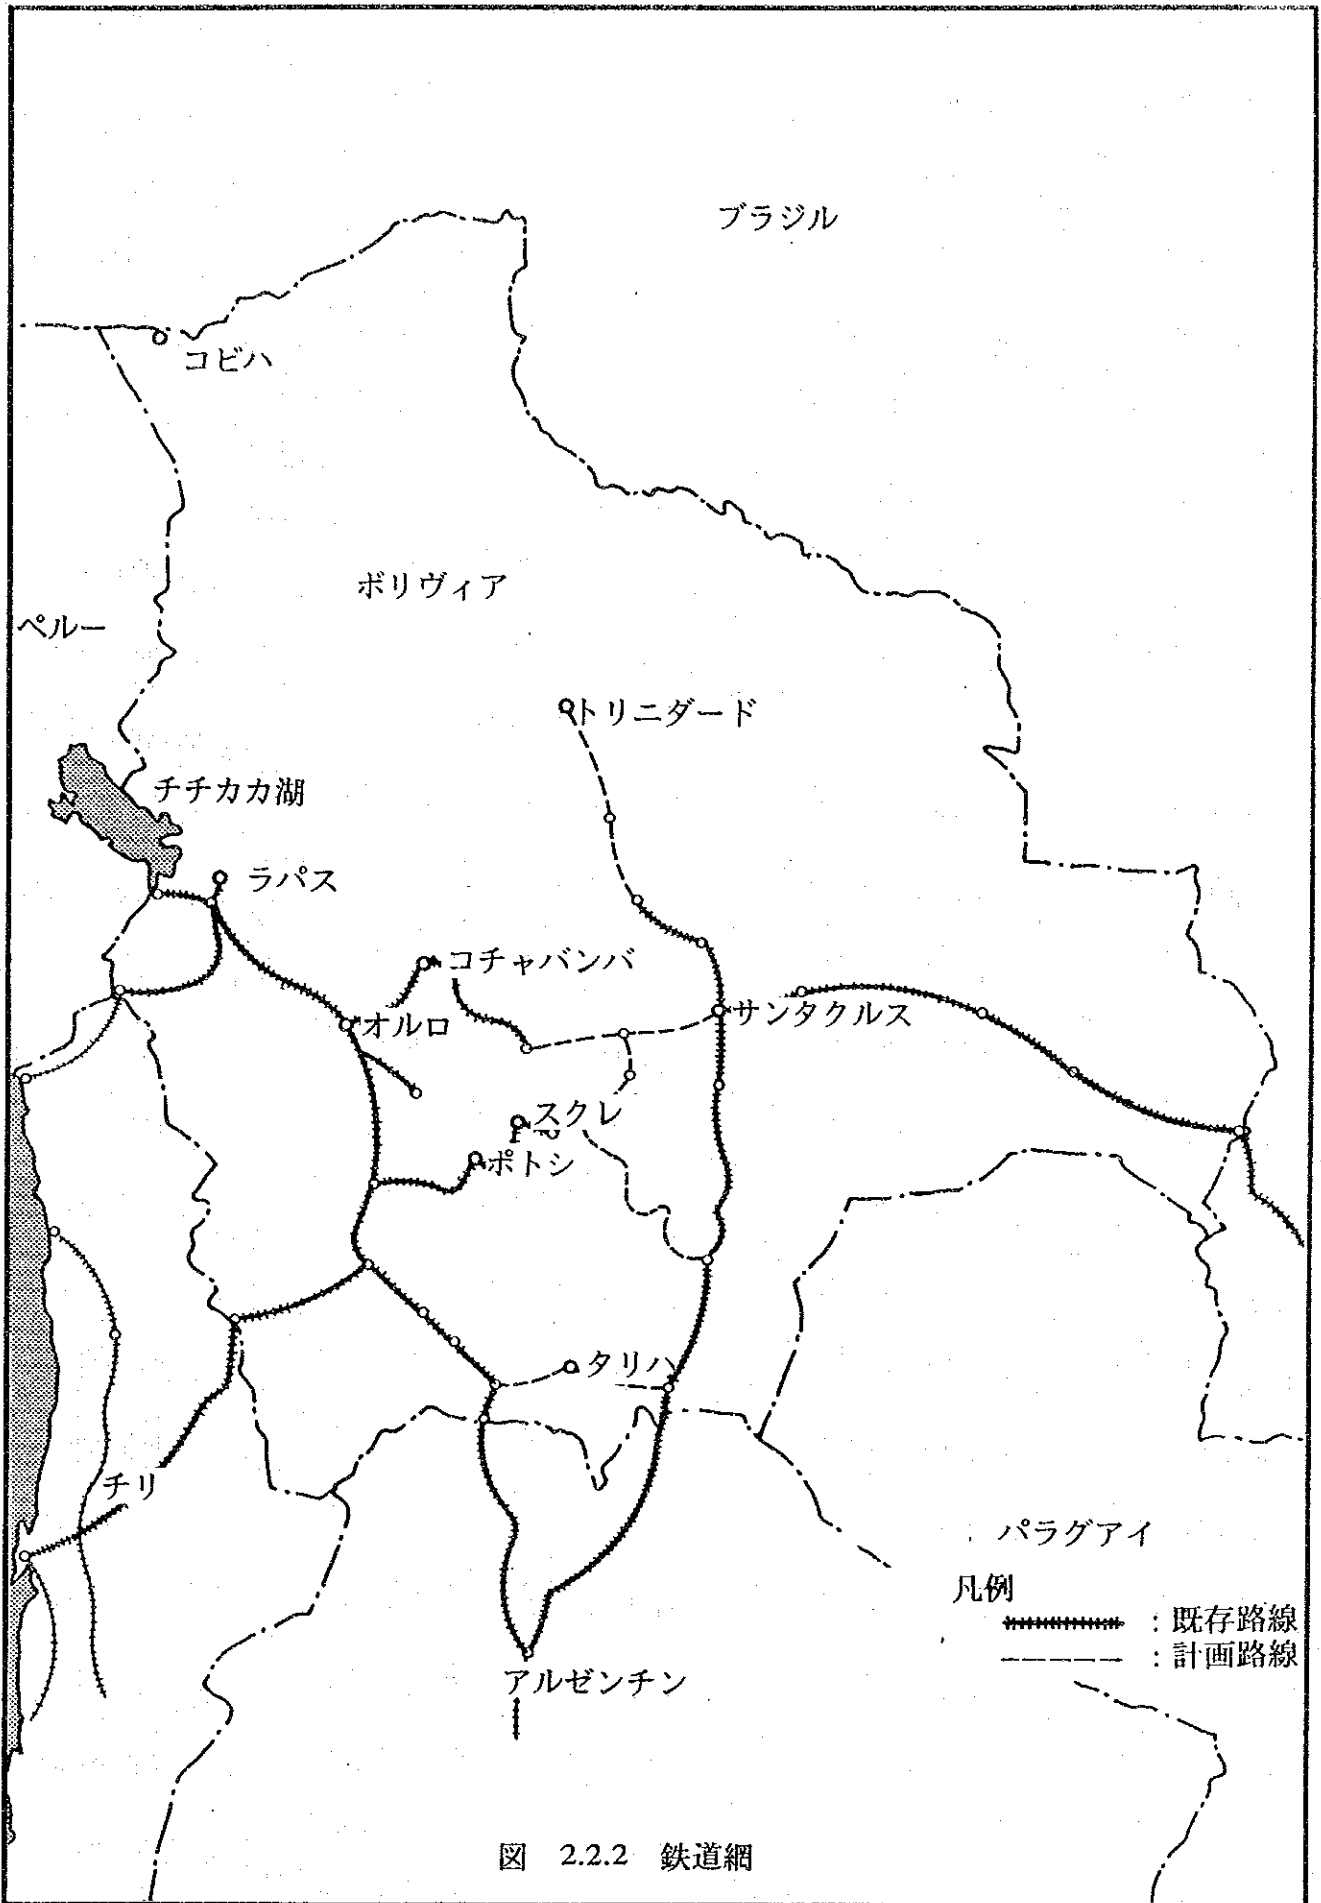 ブラジル
コビハ
ボリヴィア
ペルー
トリニダード
チチカカ湖
ラパス
コチャバンバ
サンタクルス
オルロ
スクレ
ポトシ
タリハ
チリ
パラグアイ
凡例
: 既存路線
: 計画路線
アルゼンチン
図 2.2.2 鉄道網